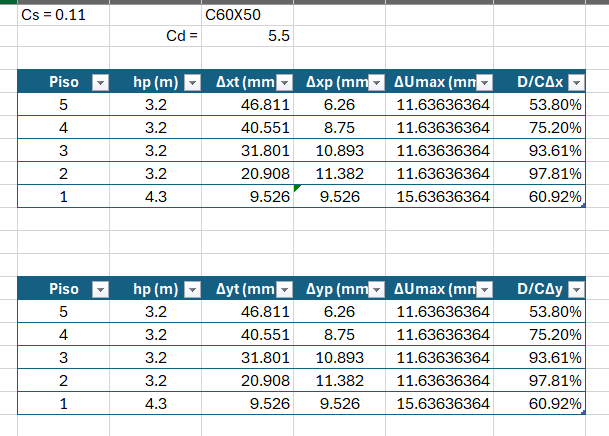 Cs = 0.11 C60X50
Cd = 5.5
Piso hp (m) Δxt (mm Δxp (mm ΔUmax (mm D/CΔx
5 3.2 46.811 6.26 11.63636364 53.80%
4 3.2 40.551 8.75 11.63636364 75.20%
3 3.2 31.801 10.893 11.63636364 93.61%
2 3.2 20.908 11.382 11.63636364 97.81%
1 4.3 9.526 9.526 15.63636364 60.92%
Piso hp (m) Δyt (mm Δyp (mm ΔUmax (mm D/CΔy
5 3.2 46.811 6.26 11.63636364 53.80%
4 3.2 40.551 8.75 11.63636364 75.20%
3 3.2 31.801 10.893 11.63636364 93.61%
2 3.2 20.908 11.382 11.63636364 97.81%
1 4.3 9.526 9.526 15.63636364 60.92%